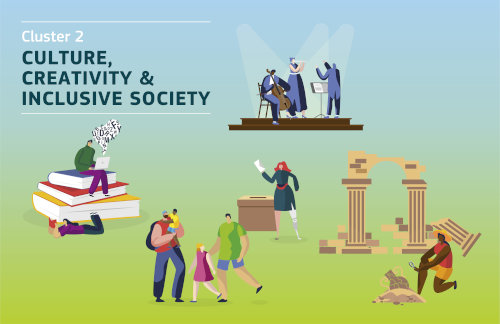 Cluster 2
CULTURE,
CREATIVITY &
INCLUSIVE SOCIETY